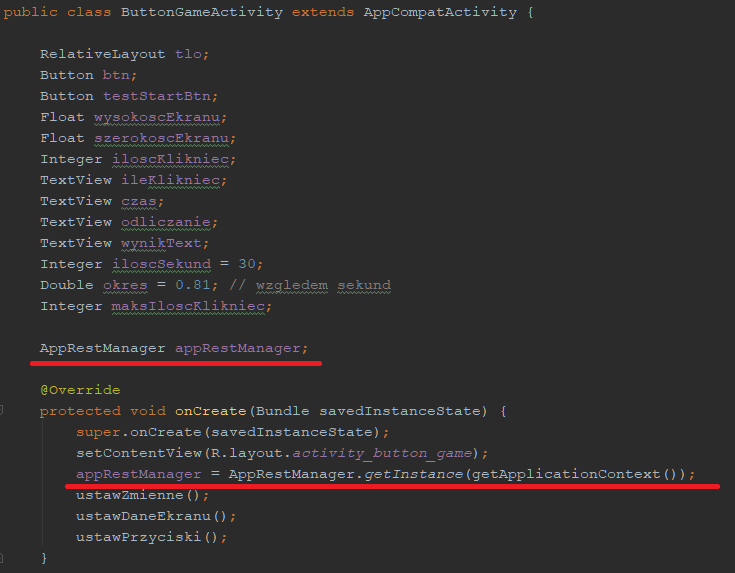 public class ButtonGameActivity extends AppCompatActivity {
RelativeLayout tlo;
Button btn;
Button testStartBtn;
Float wysokoscEkranu;
Float szerokoscEkranu;
Integer iloscKlikniec;
TextView ileKlikniec;
TextView czas;
TextView odliczanie;
TextView wynikText;
Integer iloscSekund = 30;
Double okres = 0.81; // wzgledem sekund
Integer maksIloscKlikniec;
AppRestManager appRestManager;
@Override
protected void onCreate(Bundle savedInstanceState) {
super.onCreate(savedInstanceState);
setContentView(R.layout.activity_button_game);
appRestManager = AppRestManager.getInstance(getApplicationContext());
ustawZmienne();
ustawDaneEkranu();
ustawPrzyciski();
}